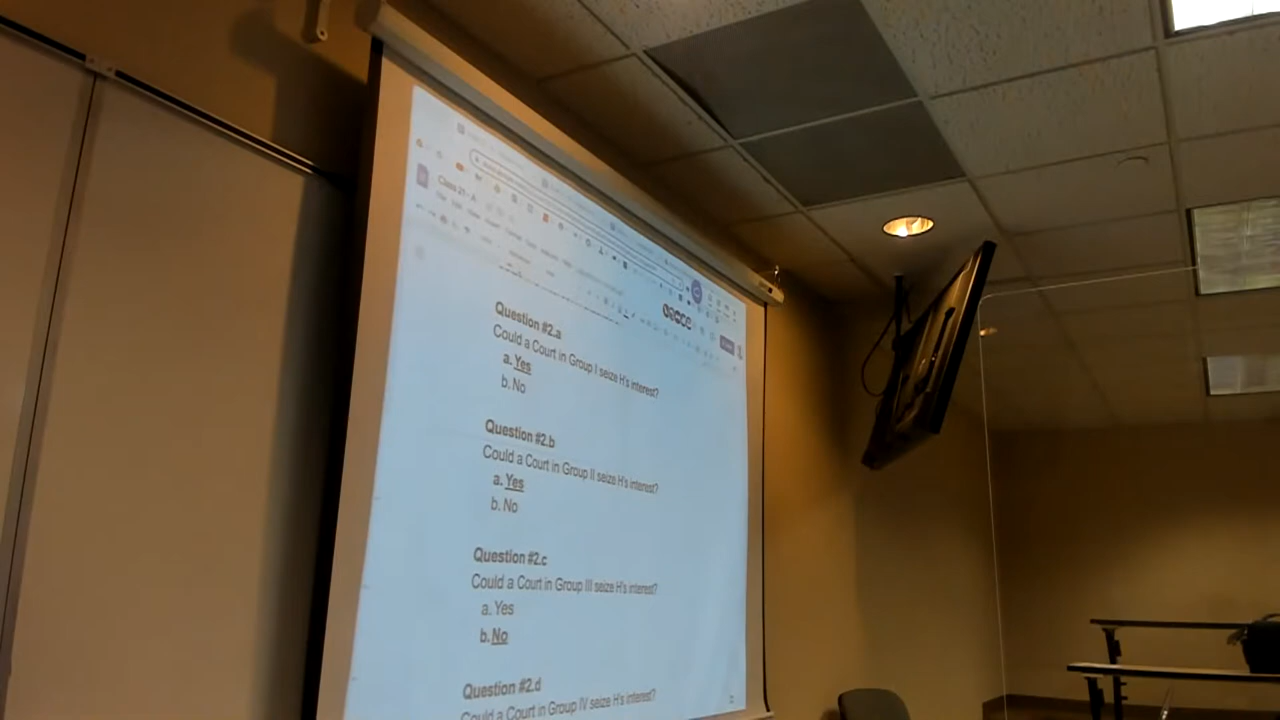 Class 21 - A
Question #2.a
Could a Court in Group I seize H's interest?
a. Yes
b. No
Question #2.b
Could a Court in Group II seize H's interest?
a. Yes
b. No
Question #2.c
Could a Court in Group III seize H's interest?
a. Yes
b. No
Question #2.d
Could a Court in Group IV seize H's interest?